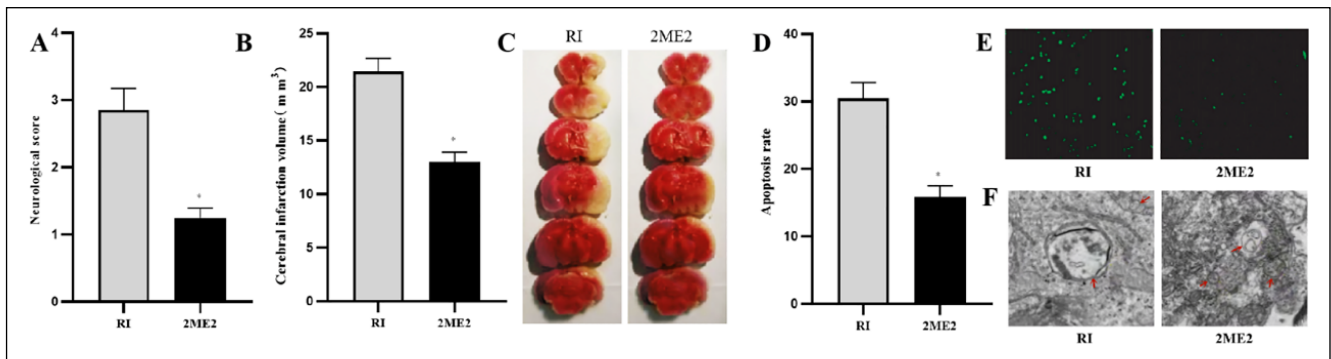 A
Neurological score
4
3
2
1
0
RI
2ME2
*
B
Cerebral infarction volume( m m³)
25
20
15
10
5
0
RI
2ME2
*
C
RI
2ME2
D
Apoptosis rate
40
30
20
10
0
RI
2ME2
*
E
RI
2ME2
F
RI
2ME2